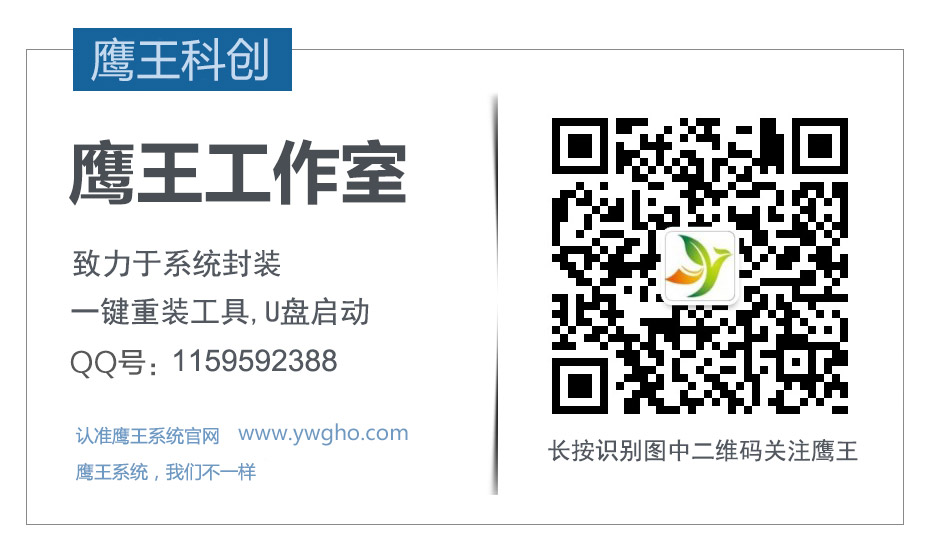 鹰王科创
鹰王工作室
致力于系统封装
一键重装工具,U盘启动
QQ号：1159592388
认准鹰王系统官网 www.ywgho.com
鹰王系统，我们不一样
长按识别图中二维码关注鹰王